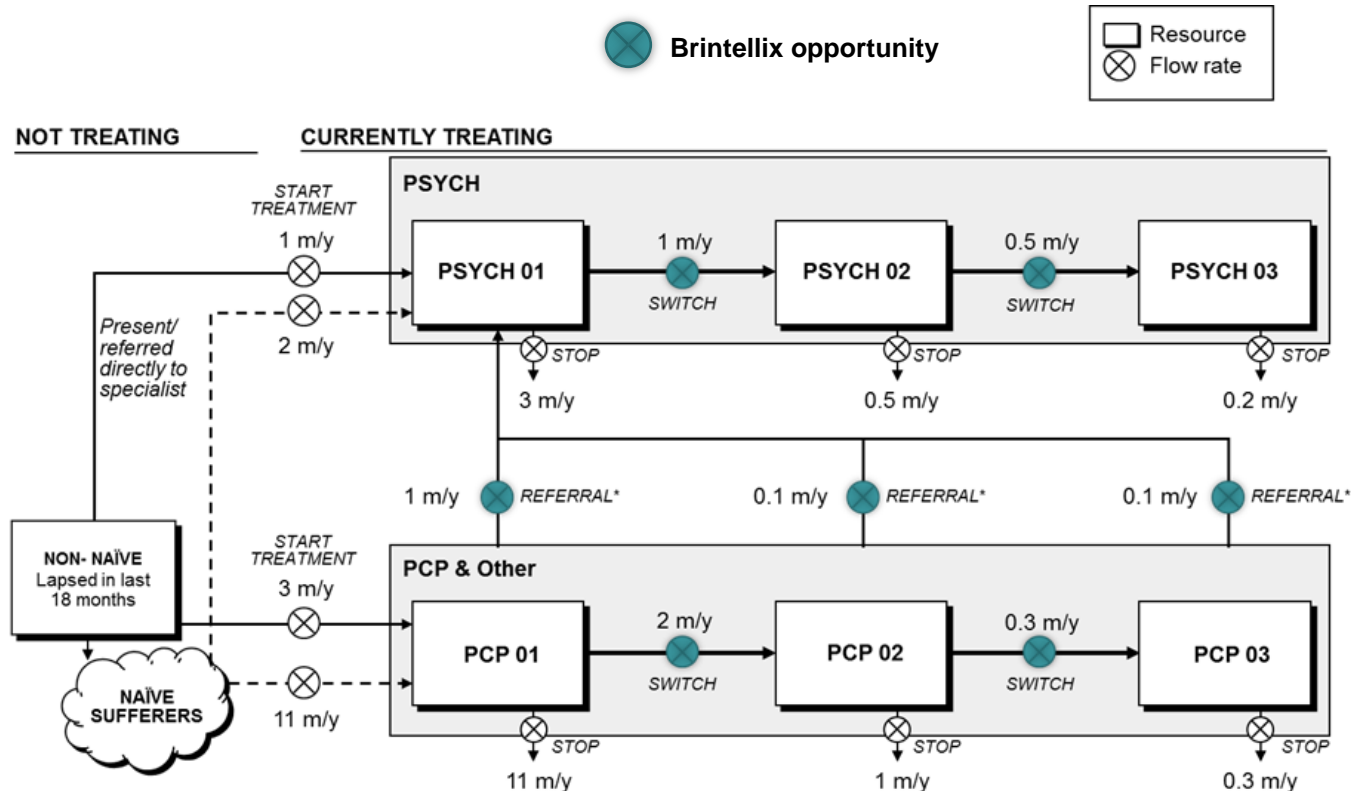 Brintellix opportunity
Resource
Flow rate
NOT TREATING
CURRENTLY TREATING
PSYCH
START
TREATMENT
1 m/y
2 m/y
Present/
referred
directly to
specialist
PSYCH 01
1 m/y
SWITCH
PSYCH 02
0.5 m/y
SWITCH
PSYCH 03
STOP
3 m/y
STOP
0.5 m/y
STOP
0.2 m/y
1 m/y
REFERRAL*
0.1 m/y
REFERRAL*
0.1 m/y
REFERRAL*
NON- NAÏVE
Lapsed in last
18 months
NAÏVE
SUFFERERS
START
TREATMENT
3 m/y
11 m/y
PCP & Other
PCP 01
2 m/y
SWITCH
PCP 02
0.3 m/y
SWITCH
PCP 03
STOP
11 m/y
STOP
1 m/y
STOP
0.3 m/y